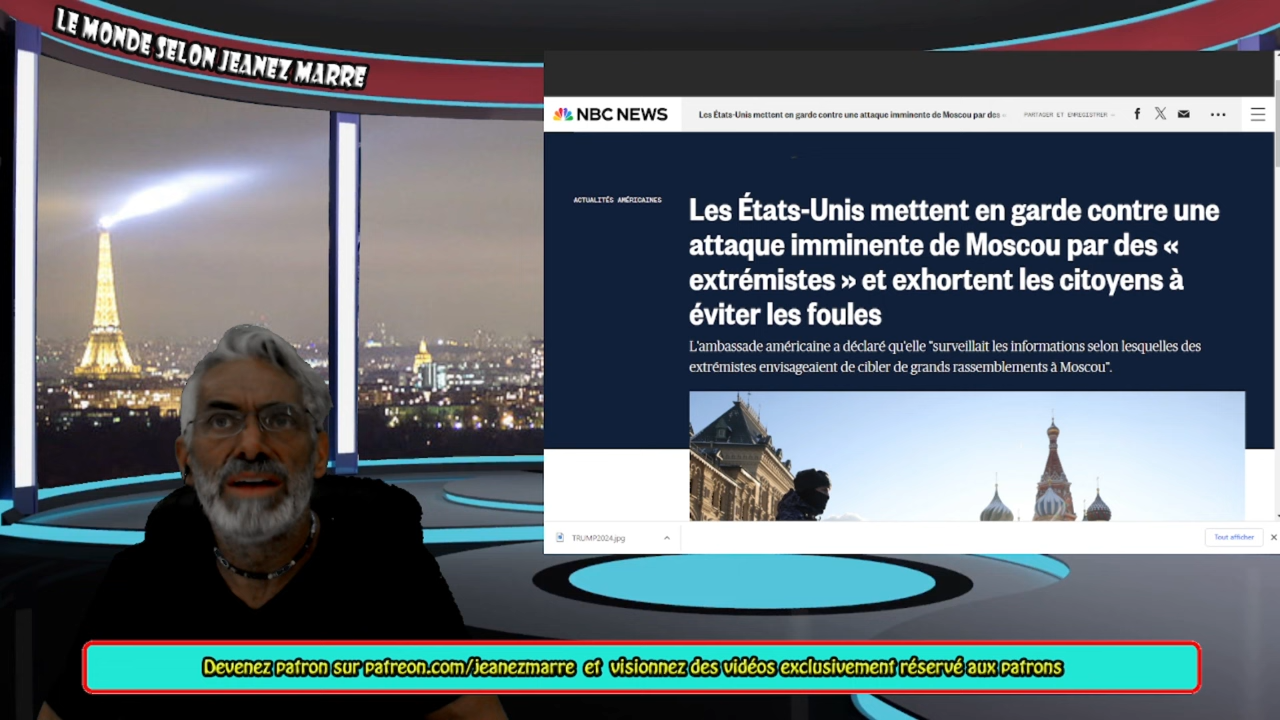 LE MONDE SELON JEANEZ MARRE
NBC NEWS
Les États-Unis mettent en garde contre une attaque imminente de Moscou par des
PARTAGER ET ENREGISTRER
ACTUALITÉS AMÉRICAINES
Les États-Unis mettent en garde contre une
attaque imminente de Moscou par des «
extrémistes » et exhortent les citoyens à
éviter les foules
L'ambassade américaine a déclaré qu'elle "surveillait les informations selon lesquelles des
extrémistes envisageaient de cibler de grands rassemblements à Moscou".
TRUMP2024.jpg
Tout afficher
Devenez patron sur patreon.com/jeanezmarre et visionnez des vidéos exclusivement réservé aux patrons